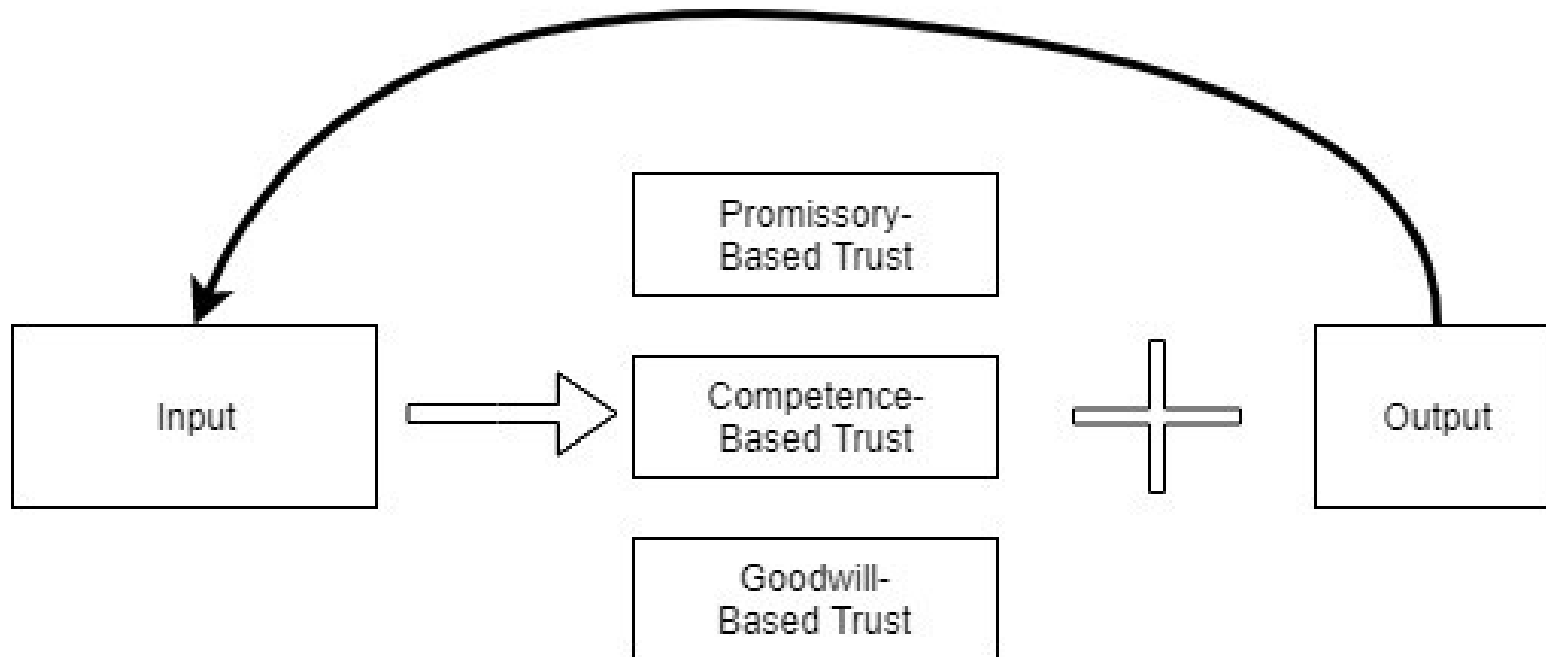 Promissory-
Based Trust
Input
Competence-
Based Trust
Output
Goodwill-
Based Trust